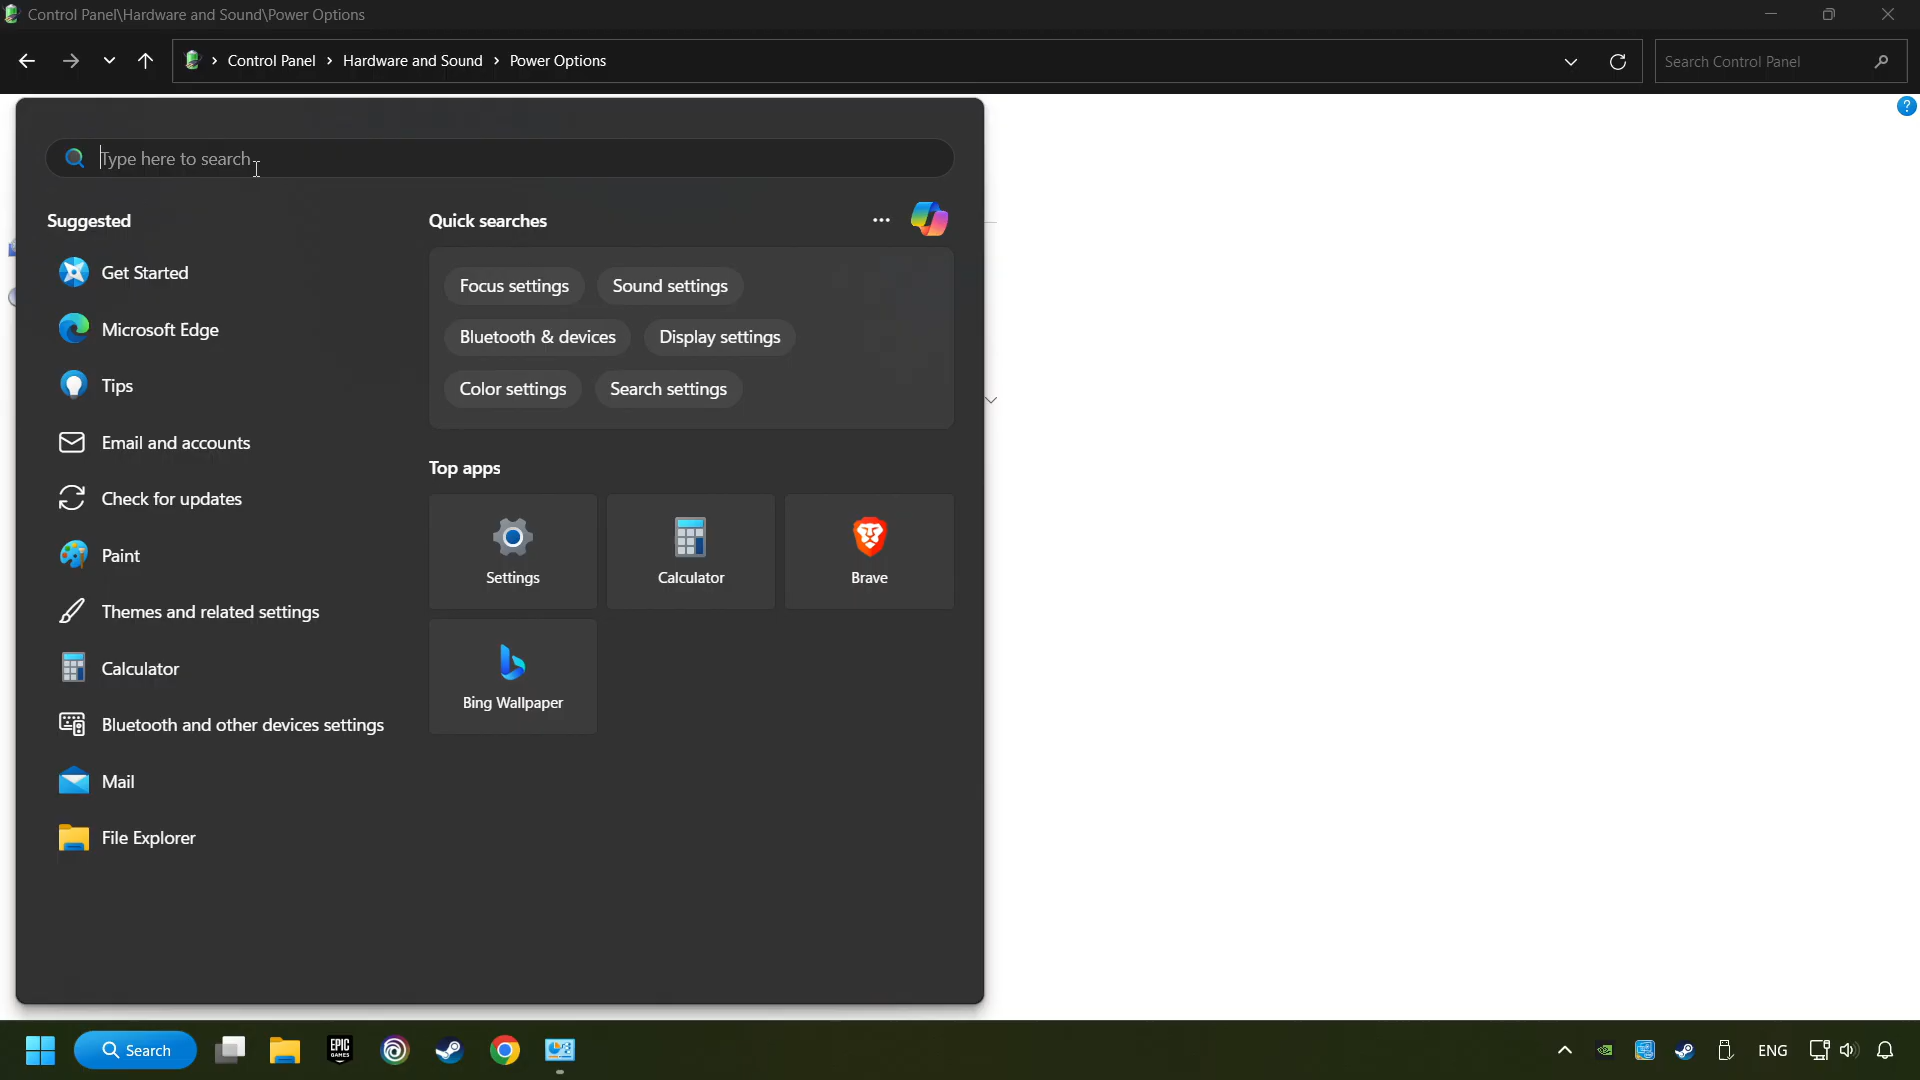 Control Panel\Hardware and Sound\Power Options
Control Panel › Hardware and Sound › Power Options
Search Control Panel
?
Type here to search
Suggested
Quick searches
Get Started
Focus settings
Sound settings
Microsoft Edge
Bluetooth & devices
Display settings
Tips
Color settings
Search settings
Email and accounts
Top apps
Check for updates
Paint
Settings
Calculator
Brave
Themes and related settings
Calculator
Bing Wallpaper
Bluetooth and other devices settings
Mail
File Explorer
Search
EPIC
GAMES
ENG